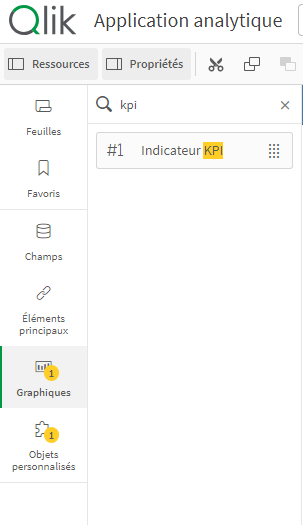 Qlik Application analytique
Ressources Propriétés
kpi
Feuilles
#1 Indicateur KPI
Favoris
Champs
Éléments
principaux
1
Graphiques
1
Objets
personnalisés